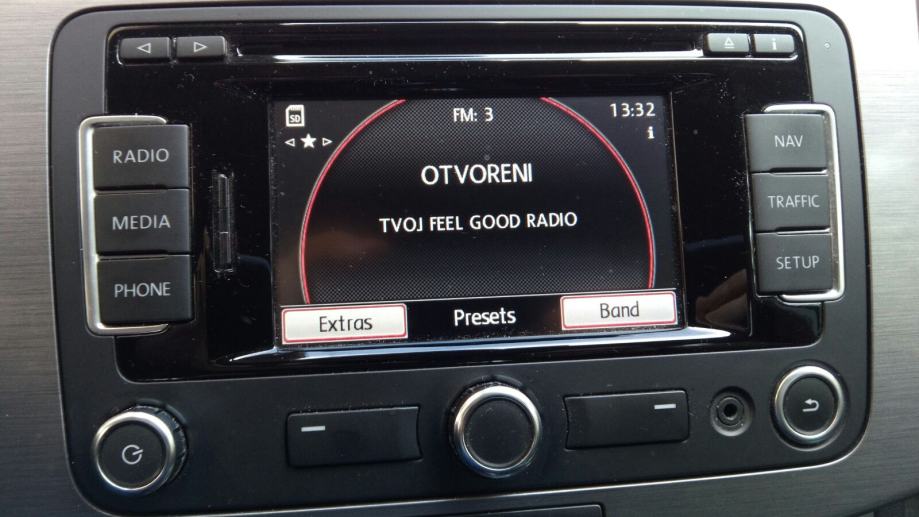 SD
FM: 3
13:32
i
OTVORENI
TVOJ FEEL GOOD RADIO
Extras
Presets
Band
RADIO
MEDIA
PHONE
NAV
TRAFFIC
SETUP
i